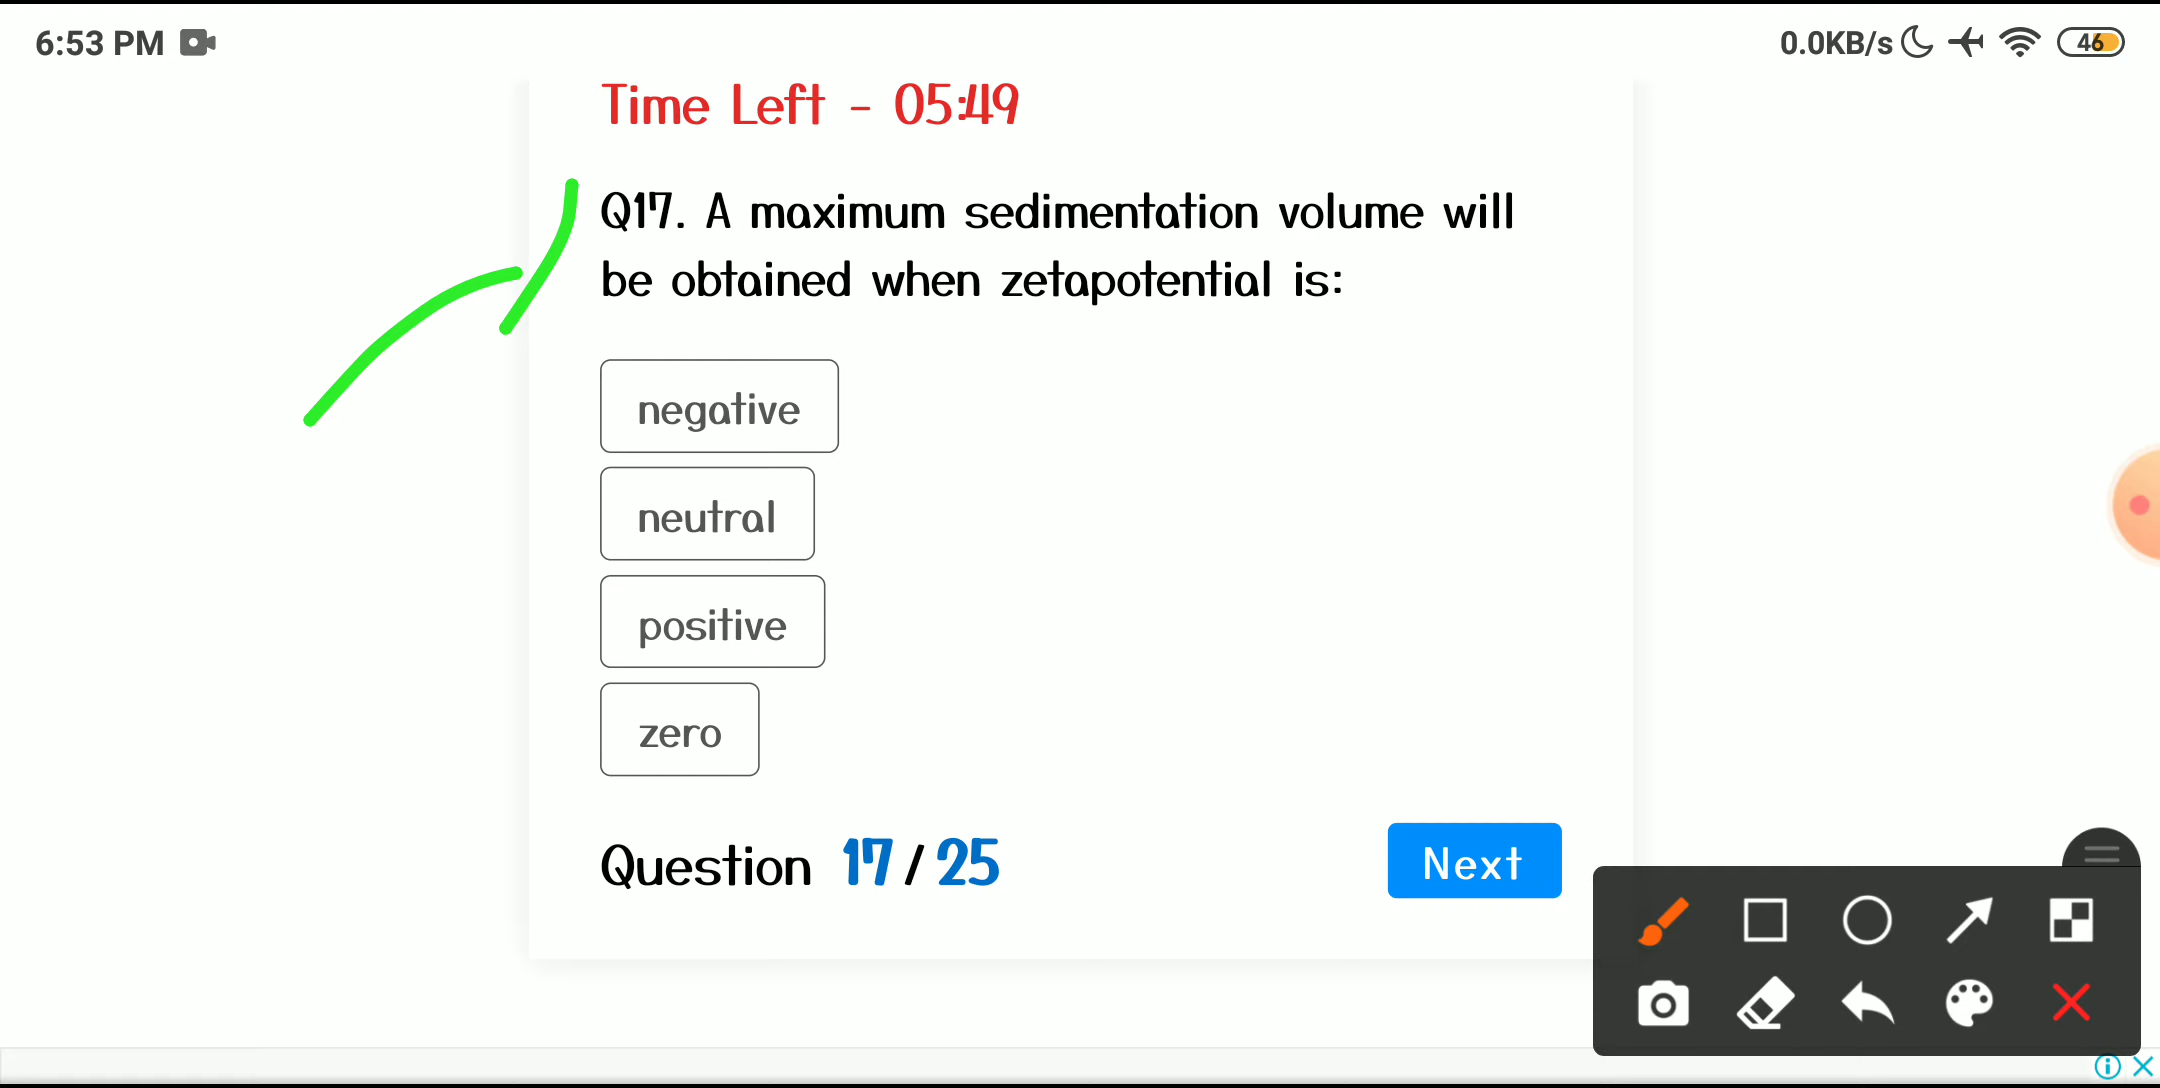 6:53 PM
0.0KB/s
46
Time Left - 05:49
Q17. A maximum sedimentation volume will
be obtained when zetapotential is:
negative
neutral
positive
zero
Question 17/25
Next